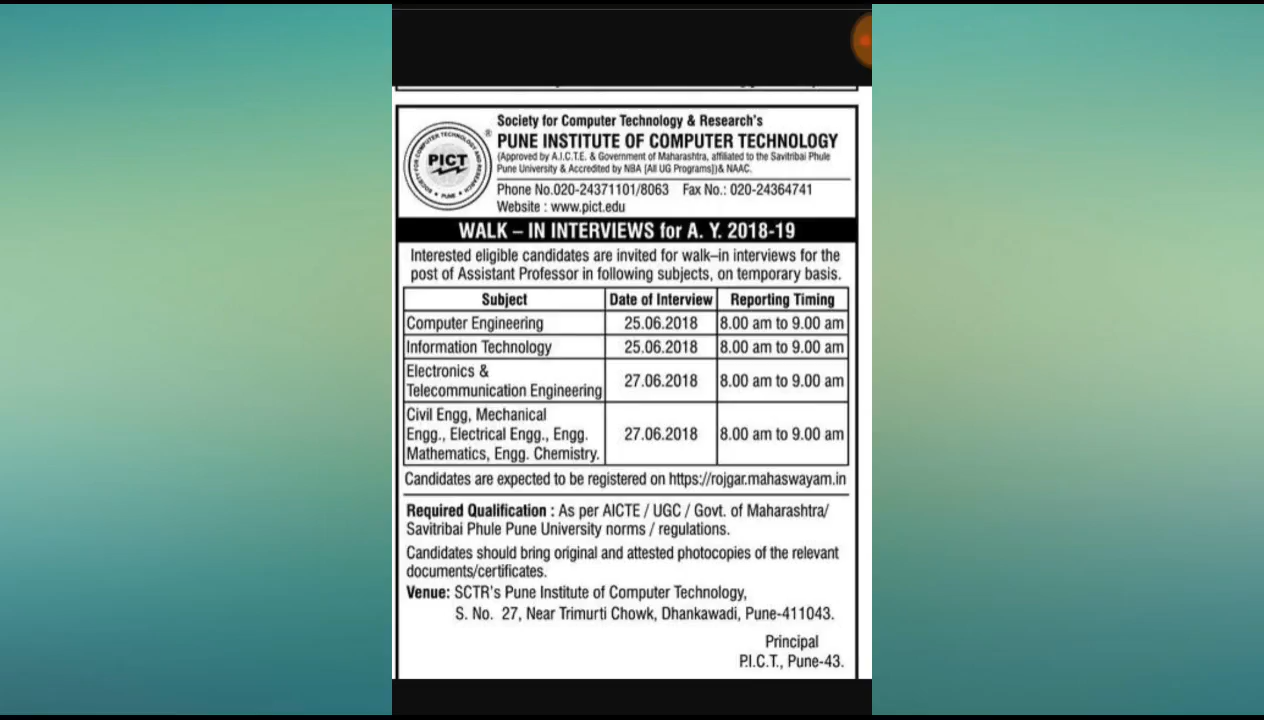 Society for Computer Technology & Research's
PUNE INSTITUTE OF COMPUTER TECHNOLOGY
(Approved by A.I.C.T.E. & Government of Maharashtra, affiliated to the Savitribai Phule
Pune University & Accredited by NBA [All UG Programs])& NAAC.
SOCIETY FOR COMPUTER TECHNOLOGY AND RESEARCH
PICT
PUNE
®
Phone No.020-24371101/8063 Fax No.: 020-24364741
Website : www.pict.edu
WALK – IN INTERVIEWS for A. Y. 2018-19
Interested eligible candidates are invited for walk–in interviews for the
post of Assistant Professor in following subjects, on temporary basis.
Subject Date of Interview Reporting Timing
Computer Engineering 25.06.2018 8.00 am to 9.00 am
Information Technology 25.06.2018 8.00 am to 9.00 am
Electronics &
Telecommunication Engineering 27.06.2018 8.00 am to 9.00 am
Civil Engg, Mechanical
Engg., Electrical Engg., Engg. 27.06.2018 8.00 am to 9.00 am
Mathematics, Engg. Chemistry.
Candidates are expected to be registered on https://rojgar.mahaswayam.in
Required Qualification : As per AICTE / UGC / Govt. of Maharashtra/
Savitribai Phule Pune University norms / regulations.
Candidates should bring original and attested photocopies of the relevant
documents/certificates.
Venue: SCTR's Pune Institute of Computer Technology,
S. No. 27, Near Trimurti Chowk, Dhankawadi, Pune-411043.
Principal
P.I.C.T., Pune-43.